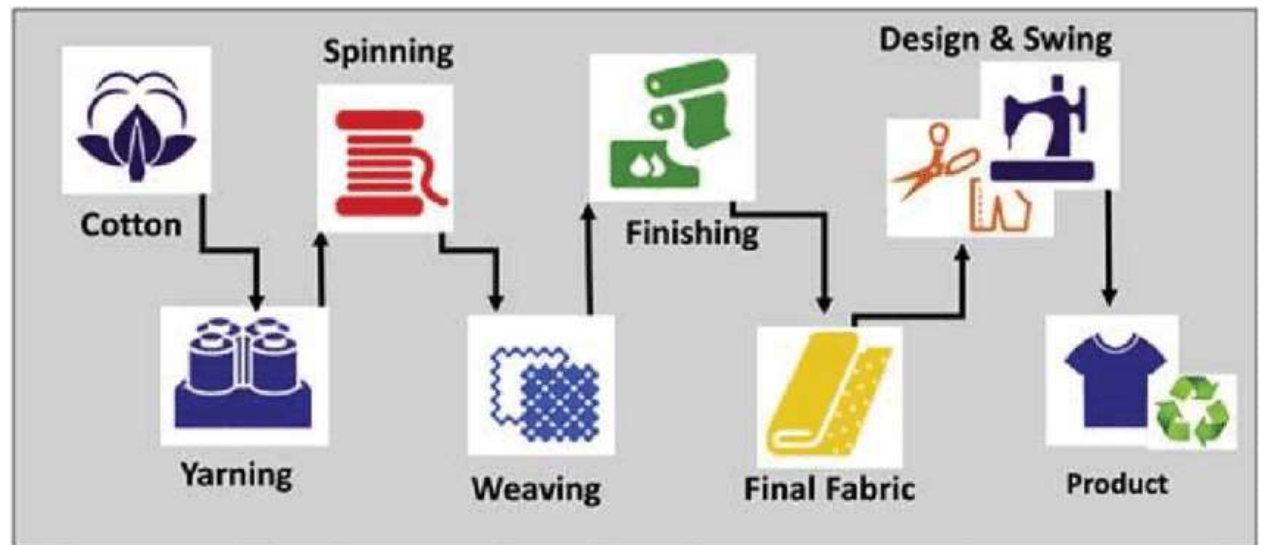 Cotton
Yarning
Spinning
Weaving
Finishing
Final Fabric
Design & Swing
Product